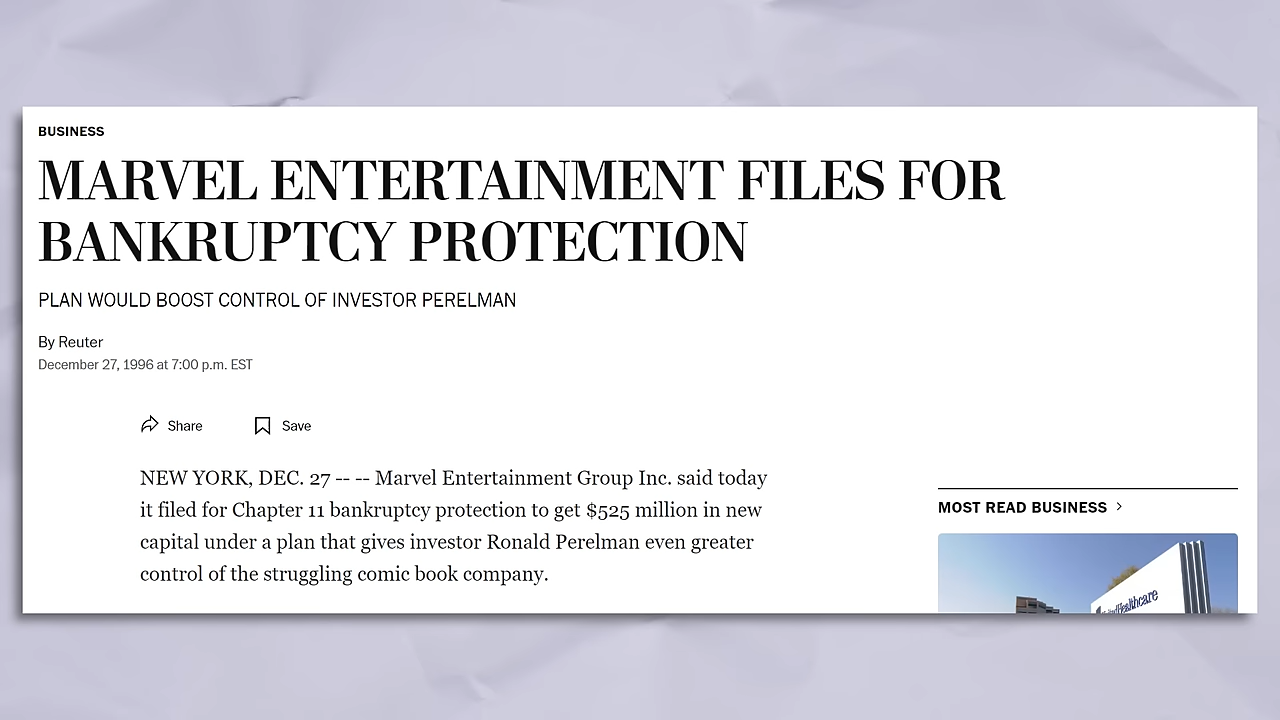 BUSINESS
MARVEL ENTERTAINMENT FILES FOR
BANKRUPTCY PROTECTION
PLAN WOULD BOOST CONTROL OF INVESTOR PERELMAN
By Reuter
December 27, 1996 at 7:00 p.m. EST
Share Save
NEW YORK, DEC. 27 -- -- Marvel Entertainment Group Inc. said today
it filed for Chapter 11 bankruptcy protection to get $525 million in new
capital under a plan that gives investor Ronald Perelman even greater
control of the struggling comic book company.
MOST READ BUSINESS